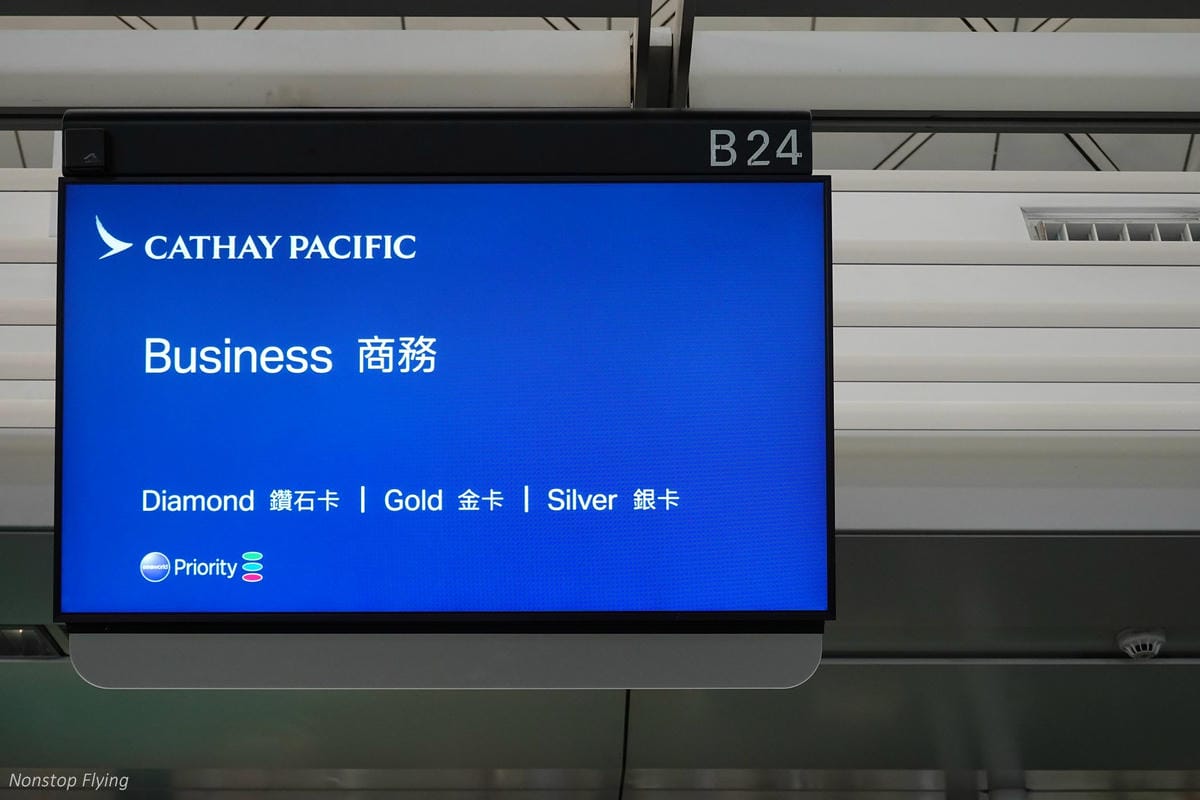 B24
CATHAY PACIFIC
Business 商務
Diamond 鑽石卡 | Gold 金卡 | Silver 銀卡
oneworld Priority
Nonstop Flying